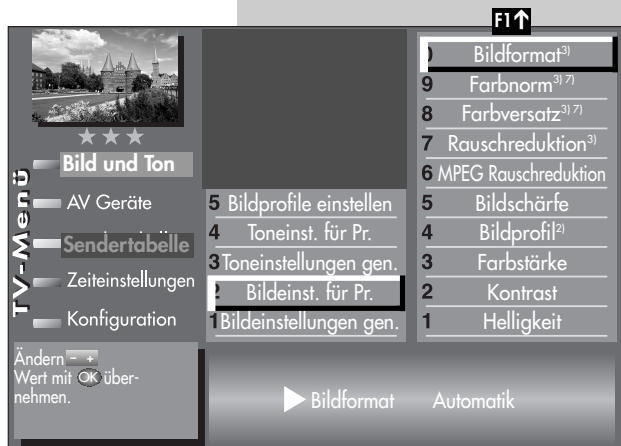 F1↑
TV-Menü
Bild und Ton
AV Geräte
Sendertabelle
Zeiteinstellungen
Konfiguration
5 Bildprofile einstellen
4 Toneinst. für Pr.
3 Toneinstellungen gen.
2 Bildeinst. für Pr.
1 Bildeinstellungen gen.
0 Bildformat3)
9 Farbnorm3) 7)
8 Farbversatz3) 7)
7 Rauschreduktion3)
6 MPEG Rauschreduktion
5 Bildschärfe
4 Bildprofil2)
3 Farbstärke
2 Kontrast
1 Helligkeit
Ändern - +
Wert mit OK über-
nehmen.
Bildformat Automatik